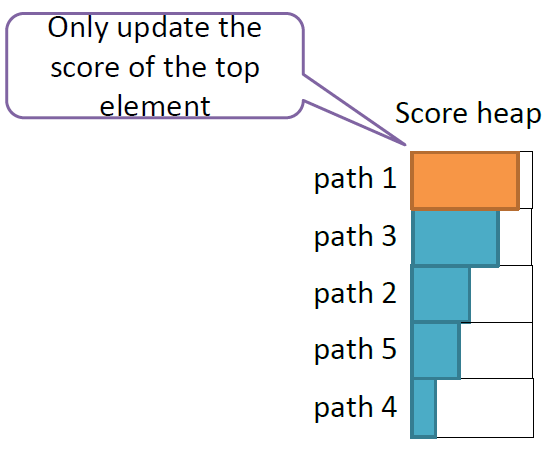 Only update the
score of the top
element
Score heap
path 1
path 3
path 2
path 5
path 4